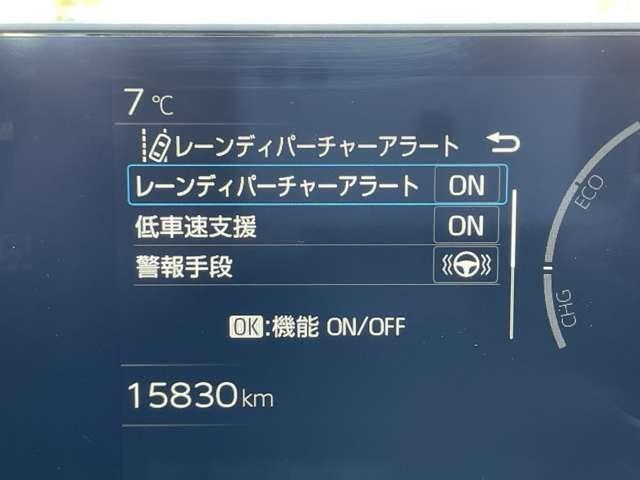 7 ℃
レーンディパーチャーアラート
レーンディパーチャーアラート ON
低車速支援 ON
警報手段
OK:機能 ON/OFF
15830 km
ECO
CHG